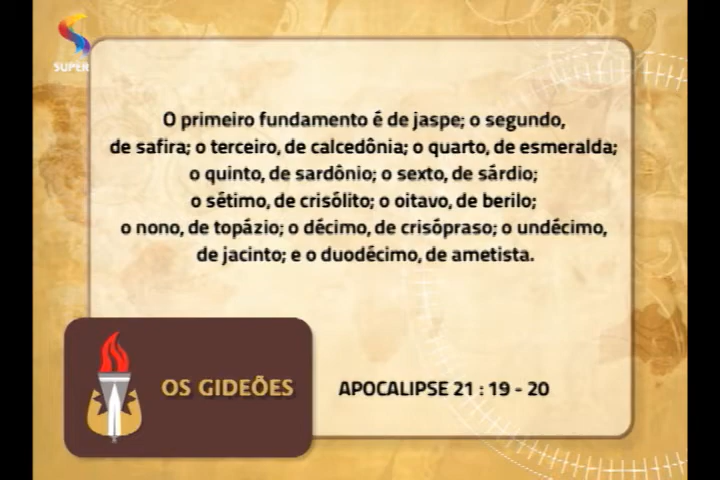 SUPER
O primeiro fundamento é de jaspe; o segundo,
de safira; o terceiro, de calcedônia; o quarto, de esmeralda;
o quinto, de sardônio; o sexto, de sárdio;
o sétimo, de crisólito; o oitavo, de berilo;
o nono, de topázio; o décimo, de crisópraso; o undécimo,
de jacinto; e o duodécimo, de ametista.
OS GIDEÕES
APOCALIPSE 21 : 19 - 20